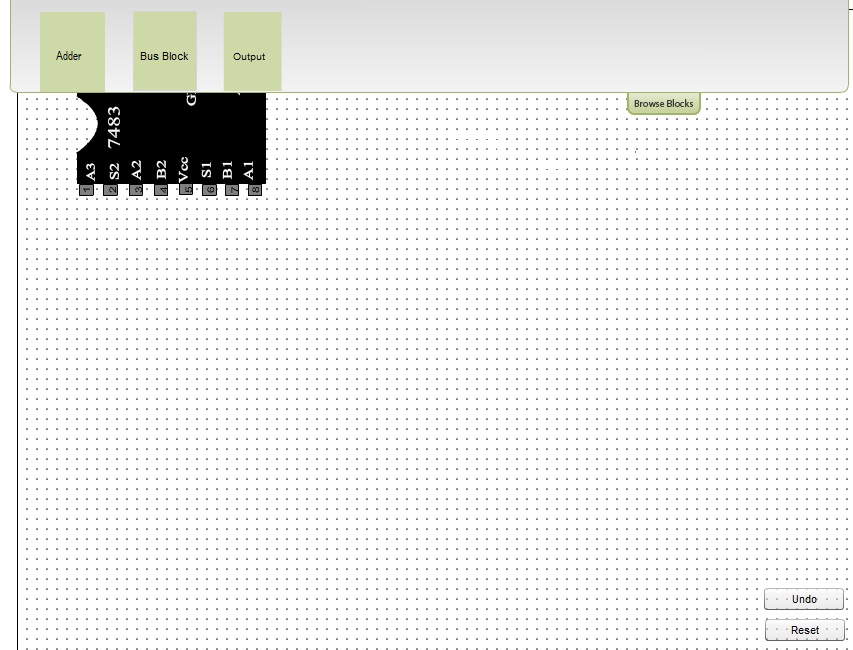 Adder
Bus Block
Output
Browse Blocks
G
7483
A3
S2
A2
B2
Vcc
S1
B1
A1
1
2
3
4
5
6
7
8
Undo
Reset